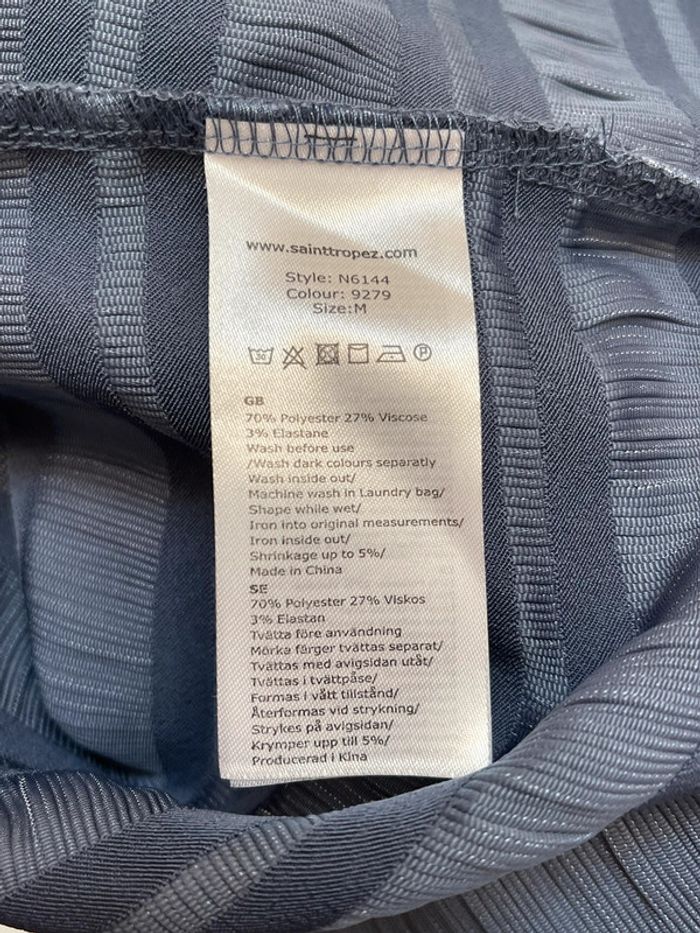 www.sainttropez.com
Style: N6144
Colour: 9279
Size:M
30 P
GB
70% Polyester 27% Viscose
3% Elastane
Wash before use
/Wash dark colours separatly
Wash inside out/
Machine wash in Laundry bag/
Shape while wet/
Iron into original measurements/
Iron inside out/
Shrinkage up to 5%/
Made in China
SE
70% Polyester 27% Viskos
3% Elastan
Tvätta före användning
Mörka färger tvättas separat/
Tvättas med avigsidan utåt/
Tvättas i tvättpåse/
Formas i vått tillstånd/
Återformas vid strykning/
Strykes på avigsidan/
Krymper upp till 5%/
Producerad i Kina